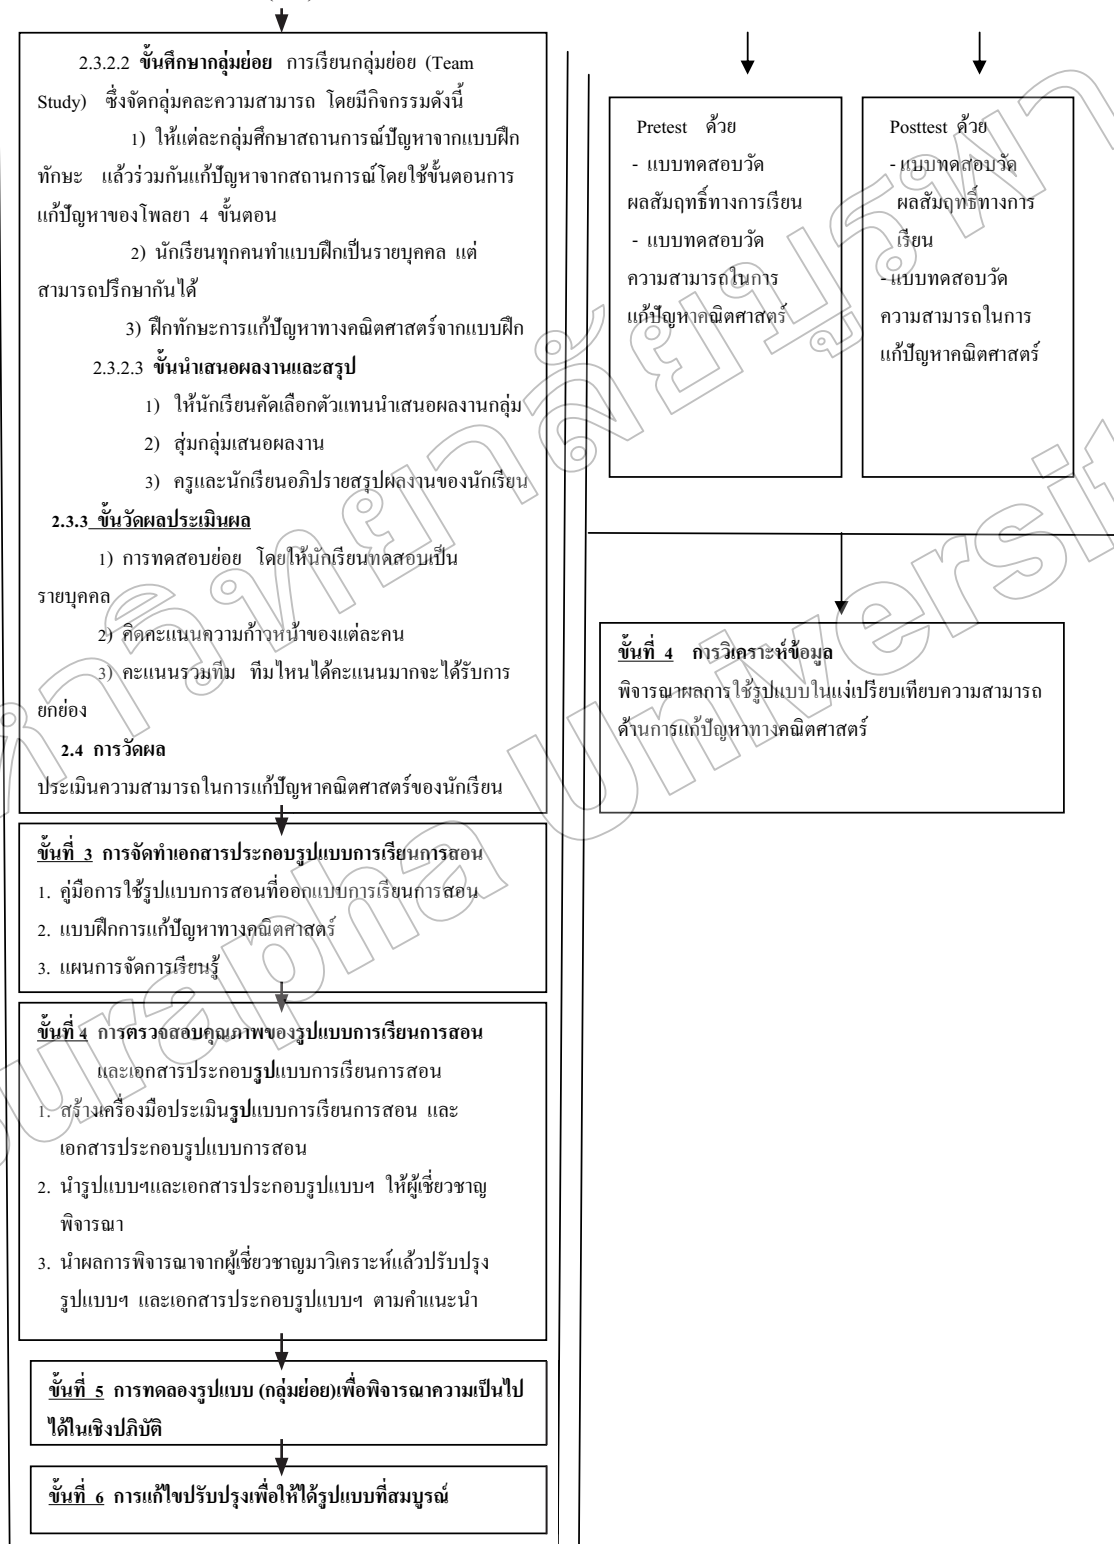 2.3.2.2 ขั้นศึกษากลุ่มย่อย การเรียนกลุ่มย่อย (Team
Study) ซึ่งจัดกลุ่มคละความสามารถ โดยมีกิจกรรมดังนี้
1) ให้แต่ละกลุ่มศึกษาสถานการณ์ปัญหาจากแบบฝึก
ทักษะ แล้วร่วมกันแก้ปัญหาจากสถานการณ์โดยใช้ขั้นตอนการ
แก้ปัญหาของโพลยา 4 ขั้นตอน
2) นักเรียนทุกคนทำแบบฝึกเป็นรายบุคคล แต่
สามารถปรึกษากันได้
3) ฝึกทักษะการแก้ปัญหาทางคณิตศาสตร์จากแบบฝึก
2.3.2.3 ขั้นนำเสนอผลงานและสรุป
1) ให้นักเรียนคัดเลือกตัวแทนนำเสนอผลงานกลุ่ม
2) สุ่มกลุ่มเสนอผลงาน
3) ครูและนักเรียนอภิปรายสรุปผลงานของนักเรียน
2.3.3 ขั้นวัดผลประเมินผล
1) การทดสอบย่อย โดยให้นักเรียนทดสอบเป็น
รายบุคคล
2) คิดคะแนนความก้าวหน้าของแต่ละคน
3) คะแนนรวมทีม ทีมไหนได้คะแนนมากจะได้รับการ
ยกย่อง
2.4 การวัดผล
ประเมินความสามารถในการแก้ปัญหาคณิตศาสตร์ของนักเรียน
ขั้นที่ 3 การจัดทำเอกสารประกอบรูปแบบการเรียนการสอน
1. คู่มือการใช้รูปแบบการสอนที่ออกแบบการเรียนการสอน
2. แบบฝึกการแก้ปัญหาทางคณิตศาสตร์
3. แผนการจัดการเรียนรู้
ขั้นที่ 4 การตรวจสอบคุณภาพของรูปแบบการเรียนการสอน
และเอกสารประกอบรูปแบบการเรียนการสอน
1. สร้างเครื่องมือประเมินรูปแบบการเรียนการสอน และ
เอกสารประกอบรูปแบบการสอน
2. นำรูปแบบฯและเอกสารประกอบรูปแบบฯ ให้ผู้เชี่ยวชาญ
พิจารณา
3. นำผลการพิจารณาจากผู้เชี่ยวชาญมาวิเคราะห์แล้วปรับปรุง
รูปแบบฯ และเอกสารประกอบรูปแบบฯ ตามคำแนะนำ
ขั้นที่ 5 การทดลองรูปแบบ (กลุ่มย่อย)เพื่อพิจารณาความเป็นไป
ได้ในเชิงปฏิบัติ
ขั้นที่ 6 การแก้ไขปรับปรุงเพื่อให้ได้รูปแบบที่สมบูรณ์
Pretest ด้วย
- แบบทดสอบวัด
ผลสัมฤทธิ์ทางการเรียน
- แบบทดสอบวัด
ความสามารถในการ
แก้ปัญหาคณิตศาสตร์
Posttest ด้วย
- แบบทดสอบวัด
ผลสัมฤทธิ์ทางการ
เรียน
- แบบทดสอบวัด
ความสามารถในการ
แก้ปัญหาคณิตศาสตร์
ขั้นที่ 4 การวิเคราะห์ข้อมูล
พิจารณาผลการใช้รูปแบบในแง่เปรียบเทียบความสามารถ
ด้านการแก้ปัญหาทางคณิตศาสตร์